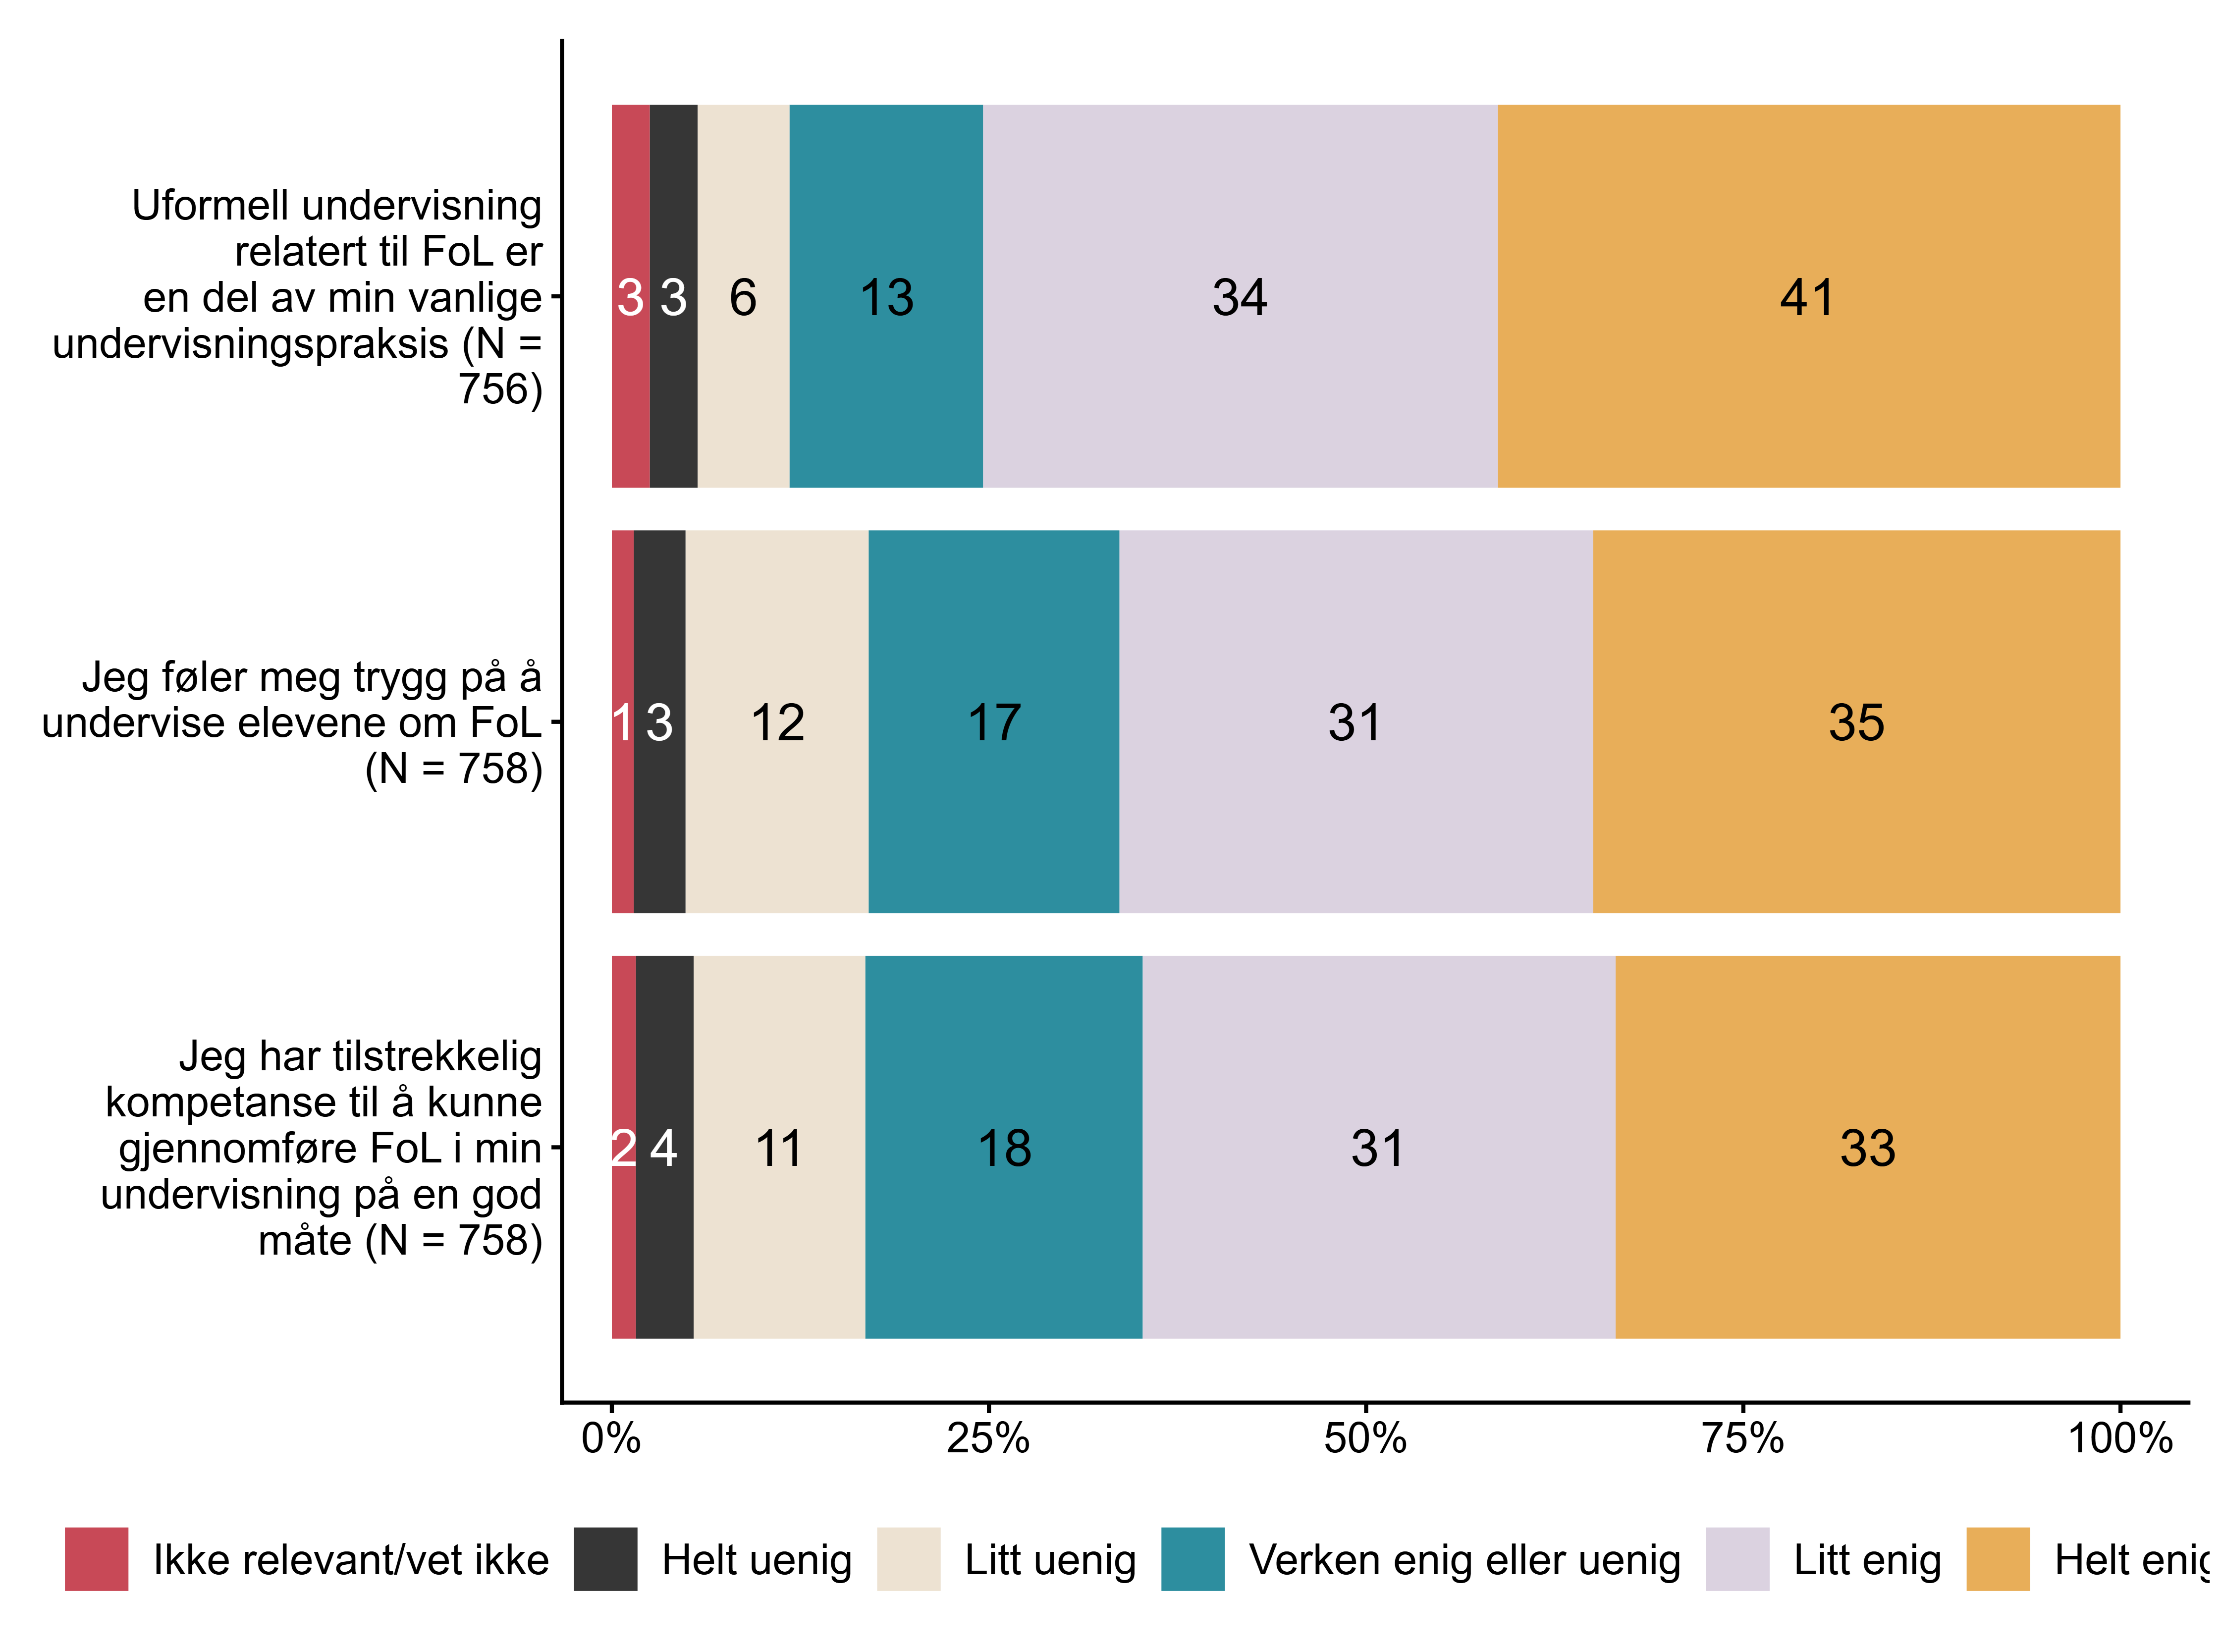 Uformell undervisning
relatert til FoL er
en del av min vanlige
undervisningspraksis (N =
756)
3 3 6 13 34 41
Jeg føler meg trygg på å
undervise elevene om FoL
(N = 758)
1 3 12 17 31 35
Jeg har tilstrekkelig
kompetanse til å kunne
gjennomføre FoL i min
undervisning på en god
måte (N = 758)
2 4 11 18 31 33
0% 25% 50% 75% 100%
Ikke relevant/vet ikke Helt uenig Litt uenig Verken enig eller uenig Litt enig Helt enig